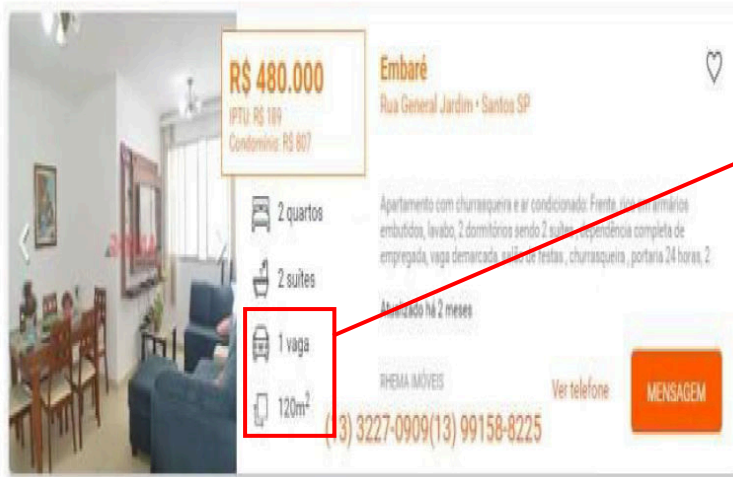 R$ 480.000
IPTU: R$ 189
Condomínio: R$ 807
Embaré
Rua General Jardim • Santos SP
2 quartos
2 suítes
1 vaga
120m²
Apartamento com churrasqueira e ar condicionado: Frente, rico em armários
embutidos, lavabo, 2 dormitórios sendo 2 suítes, dependência completa de
empregada, vaga demarcada, salão de festas , churrasqueira , portaria 24 horas, 2
Atualizado há 2 meses
RHEMA IMÓVEIS
Ver telefone
MENSAGEM
(13) 3227-0909(13) 99158-8225